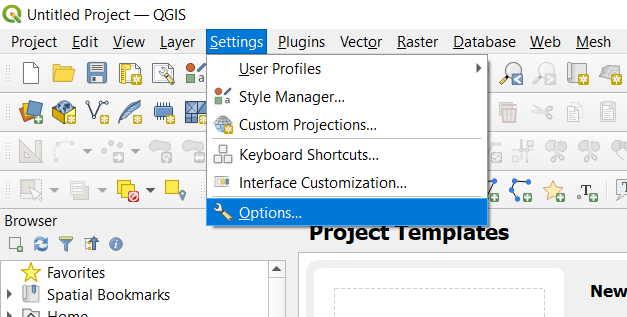 Untitled Project — QGIS
Project Edit View Layer Settings Plugins Vector Raster Database Web Mesh
User Profiles
Style Manager...
Custom Projections...
Keyboard Shortcuts...
Interface Customization...
Options...
Browser
Project Templates
Favorites
Spatial Bookmarks
New
Home